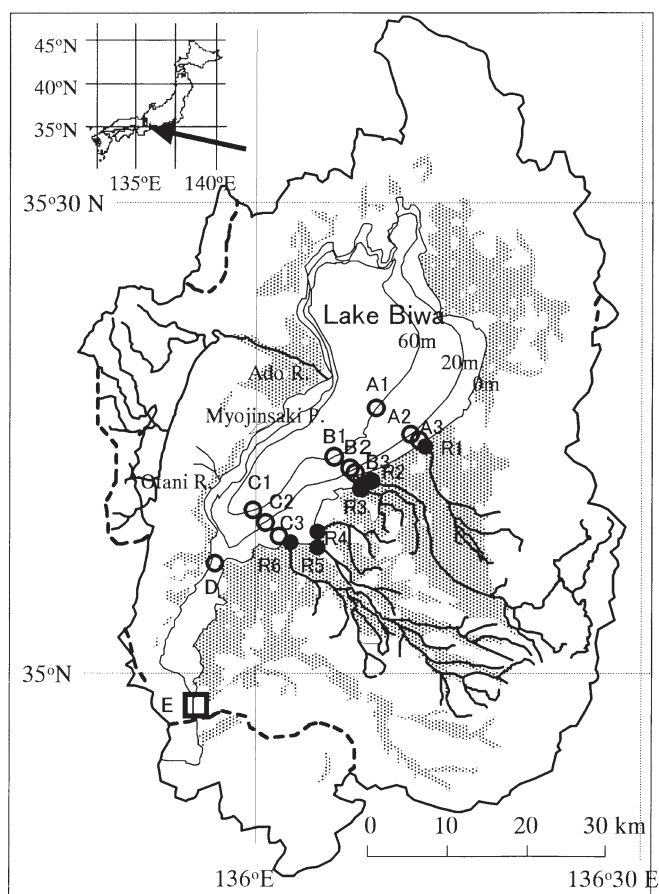 45°N
40°N
35°N
135°E 140°E
35°30 N
Lake Biwa
60m
20m
0m
Ado R.
A1
Myojinsaki P.
A2
A3
R1
B1
B2
B3
R2
Otani R.
R3
C1
C2
C3
R4
R6 R5
D
35°N
E
0 10 20 30 km
136°E 136°30 E